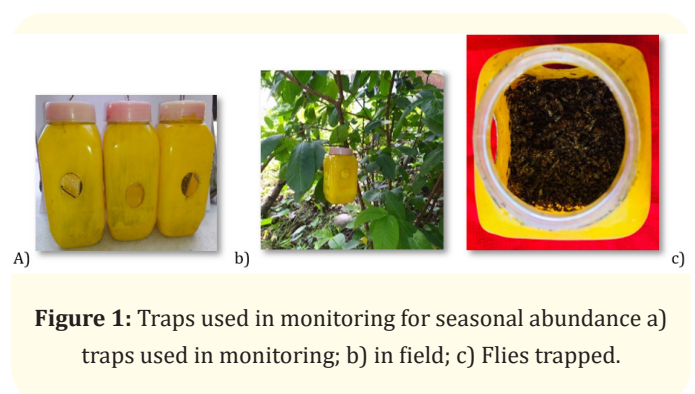 A)
b)
c)
Figure 1: Traps used in monitoring for seasonal abundance a)
traps used in monitoring; b) in field; c) Flies trapped.